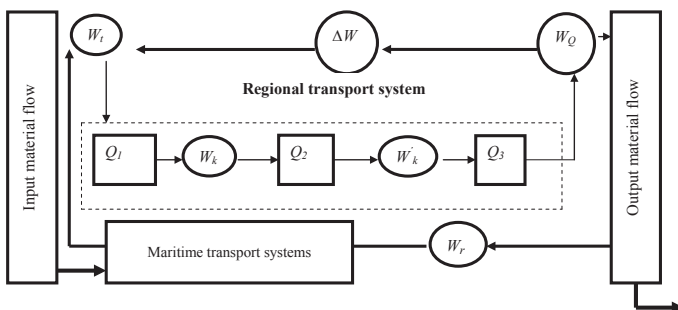 Input material flow
W_t
ΔW
W_Q
Regional transport system
Q_1
W_k
Q_2
W^'_k
Q_3
Maritime transport systems
W_r
Output material flow